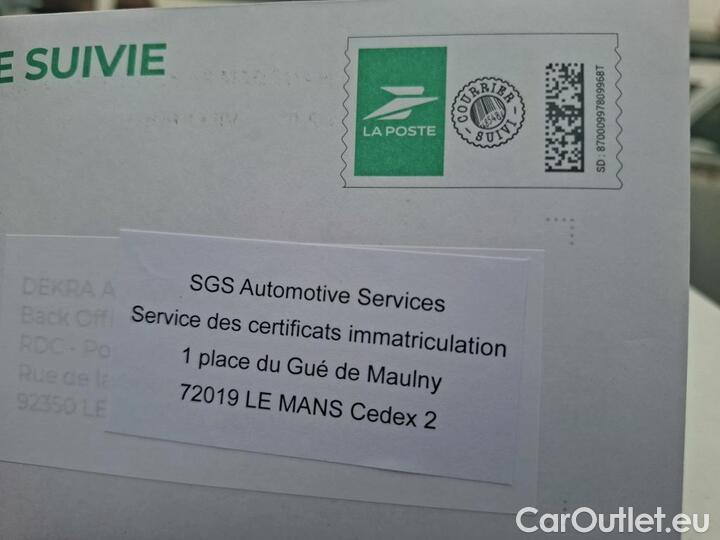 E SUIVIE
LA POSTE
COURRIER
SUIVI
SD : 87000997809968T
SGS Automotive Services
Service des certificats immatriculation
1 place du Gué de Maulny
72019 LE MANS Cedex 2
DEKRA A
Back Offi
RDC - Po
Rue de la
92350 LE
CarOutlet.eu